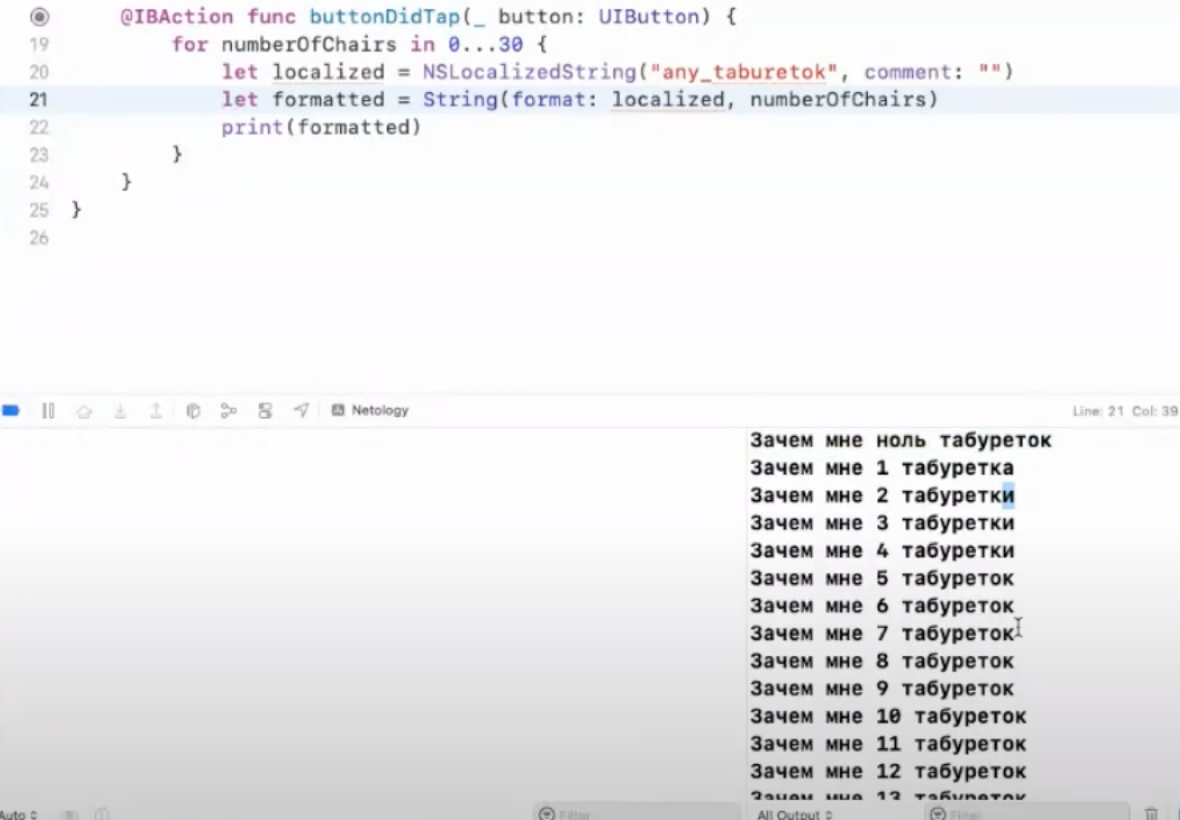 @IBAction func buttonDidTap(_ button: UIButton) {
19 for numberOfChairs in 0...30 {
20 let localized = NSLocalizedString("any_taburetok", comment: "")
21 let formatted = String(format: localized, numberOfChairs)
22 print(formatted)
23 }
24 }
25 }
26
Netology Line: 21 Col: 39
Зачем мне ноль табуреток
Зачем мне 1 табуретка
Зачем мне 2 табуретки
Зачем мне 3 табуретки
Зачем мне 4 табуретки
Зачем мне 5 табуреток
Зачем мне 6 табуреток
Зачем мне 7 табуреток
Зачем мне 8 табуреток
Зачем мне 9 табуреток
Зачем мне 10 табуреток
Зачем мне 11 табуреток
Зачем мне 12 табуреток
Зачем мне 13 табуреток
Auto Filter All Output Filter